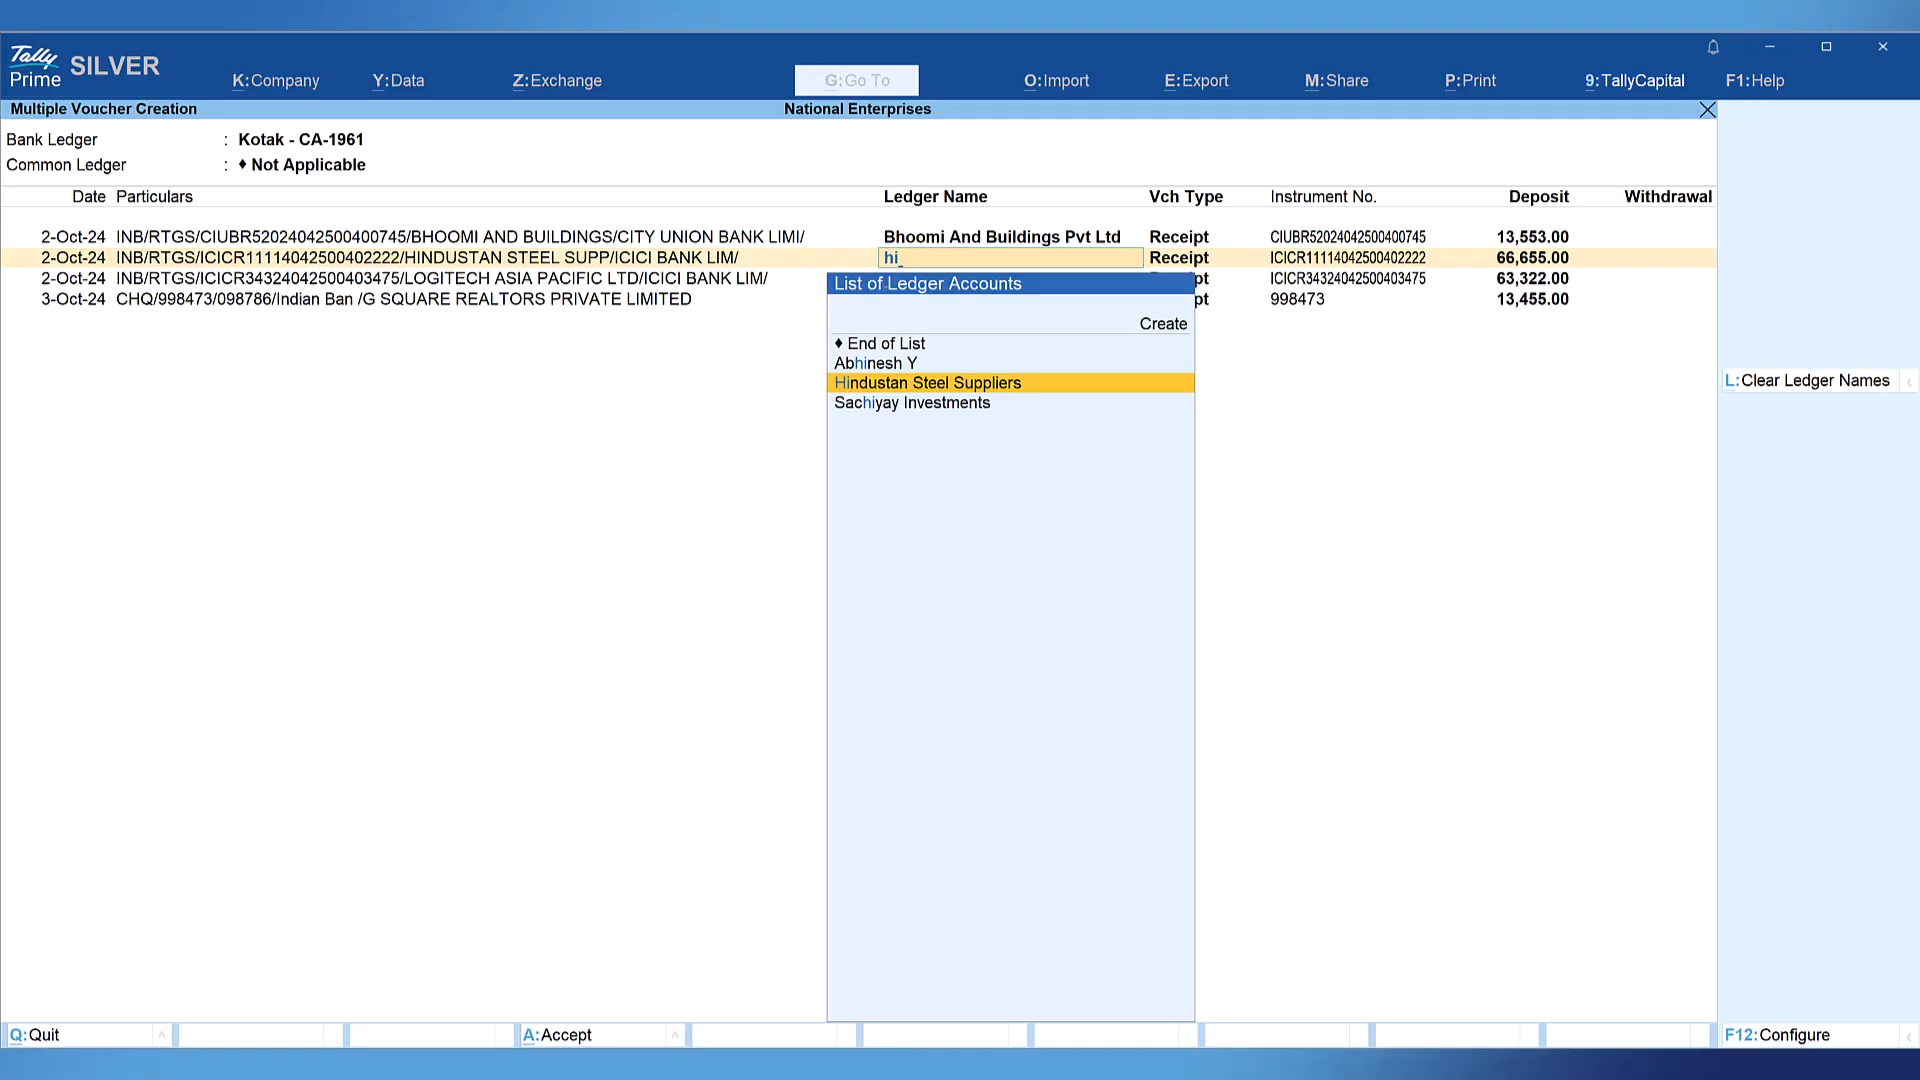 Tally
Prime SILVER
K:Company Y:Data Z:Exchange G:Go To O:Import E:Export M:Share P:Print 9:TallyCapital F1:Help
Multiple Voucher Creation National Enterprises
Bank Ledger : Kotak - CA-1961
Common Ledger : ♦ Not Applicable
Date Particulars Ledger Name Vch Type Instrument No. Deposit Withdrawal
2-Oct-24 INB/RTGS/CIUBR52024042500400745/BHOOMI AND BUILDINGS/CITY UNION BANK LIMI/ Bhoomi And Buildings Pvt Ltd Receipt CIUBR52024042500400745 13,553.00
2-Oct-24 INB/RTGS/ICICR11114042500402222/HINDUSTAN STEEL SUPP/ICICI BANK LIM/ hi Receipt ICICR11114042500402222 66,655.00
2-Oct-24 INB/RTGS/ICICR34324042500403475/LOGITECH ASIA PACIFIC LTD/ICICI BANK LIM/ pt ICICR34324042500403475 63,322.00
3-Oct-24 CHQ/998473/098786/Indian Ban /G SQUARE REALTORS PRIVATE LIMITED pt 998473 13,455.00
List of Ledger Accounts
Create
♦ End of List
Abhinesh Y
Hindustan Steel Suppliers
Sachiyay Investments
L:Clear Ledger Names
Q:Quit A:Accept F12:Configure